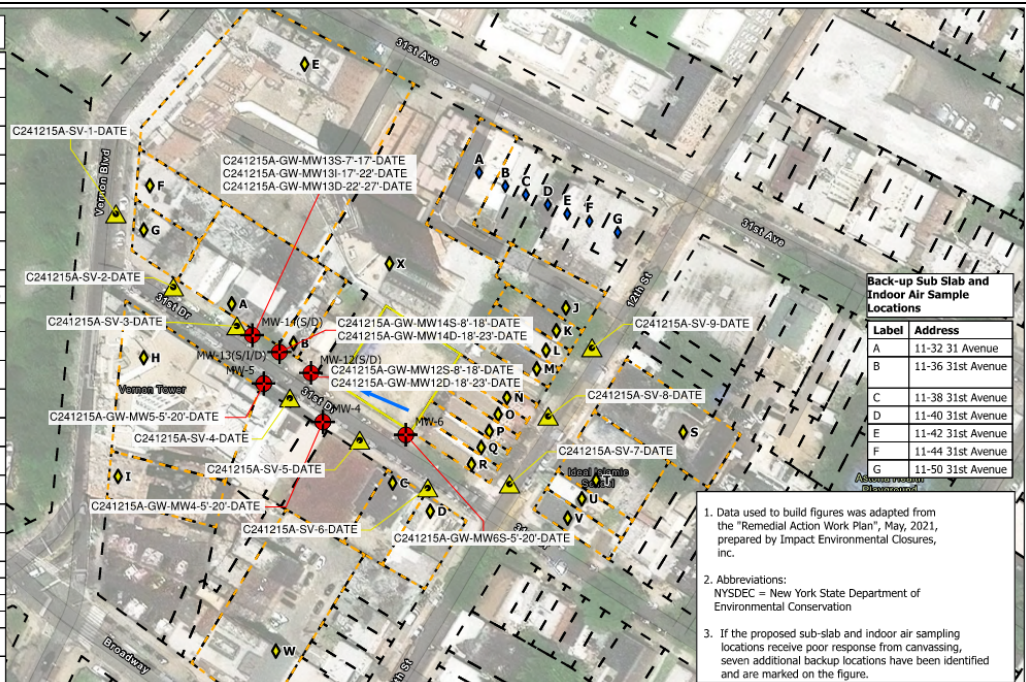 31st Ave
E
C241215A-SV-1-DATE
Vernon Blvd
C241215A-GW-MW13S-7'-17'-DATE
C241215A-GW-MW13I-17'-22'-DATE
C241215A-GW-MW13D-22'-27'-DATE
A
B
C
D
E
F
G
F
G
31st Ave
X
C241215A-SV-2-DATE
31st Dr
12th St
Back-up Sub Slab and
Indoor Air Sample
Locations
Label Address
A 11-32 31 Avenue
B 11-36 31st Avenue
C 11-38 31st Avenue
D 11-40 31st Avenue
E 11-42 31st Avenue
F 11-44 31st Avenue
G 11-50 31st Avenue
A
J
C241215A-SV-3-DATE
MW-14(S/D)
C241215A-GW-MW14S-8'-18'-DATE
C241215A-GW-MW14D-18'-23'-DATE
K
C241215A-SV-9-DATE
B
L
H
MW-13(S/I/D)
MW-12(S/D)
MW-5
C241215A-GW-MW12S-8'-18'-DATE
C241215A-GW-MW12D-18'-23'-DATE
M
Vernon Tower
31st Dr
N
C241215A-SV-8-DATE
C241215A-GW-MW5-5'-20'-DATE
MW-4
O
MW-6
C241215A-SV-4-DATE
P
S
Q
C241215A-SV-7-DATE
C241215A-SV-5-DATE
R
Ideal Islamic
I
C
T
D
U
C241215A-GW-MW4-5'-20'-DATE
V
C241215A-SV-6-DATE
C241215A-GW-MW6S-5'-20'-DATE
Playground
1. Data used to build figures was adapted from
the "Remedial Action Work Plan", May, 2021,
prepared by Impact Environmental Closures,
inc.
2. Abbreviations:
NYSDEC = New York State Department of
Environmental Conservation
3. If the proposed sub-slab and indoor air sampling
locations receive poor response from canvassing,
seven additional backup locations have been identified
and are marked on the figure.
W
Broadway